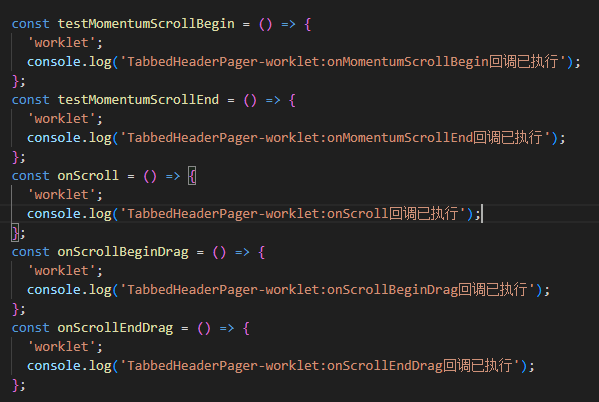 const testMomentumScrollBegin = () => {
  'worklet';
  console.log('TabbedHeaderPager-worklet:onMomentumScrollBegin回调已执行');
};
const testMomentumScrollEnd = () => {
  'worklet';
  console.log('TabbedHeaderPager-worklet:onMomentumScrollEnd回调已执行');
};
const onScroll = () => {
  'worklet';
  console.log('TabbedHeaderPager-worklet:onScroll回调已执行');
};
const onScrollBeginDrag = () => {
  'worklet';
  console.log('TabbedHeaderPager-worklet:onScrollBeginDrag回调已执行');
};
const onScrollEndDrag = () => {
  'worklet';
  console.log('TabbedHeaderPager-worklet:onScrollEndDrag回调已执行');
};